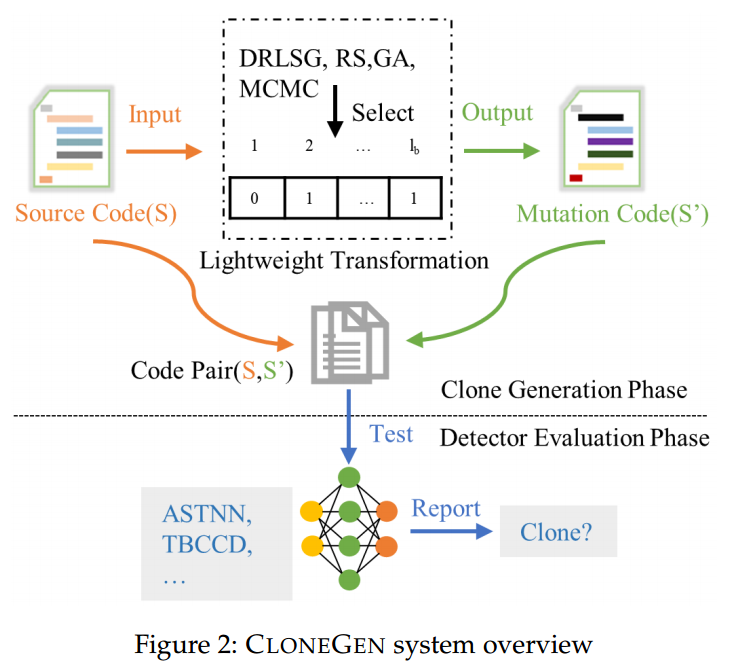 DRLSG, RS,GA,
MCMC
Select
Input
Output
1 2 … lb
0 1 … 1
Source Code(S)
Mutation Code(S’)
Lightweight Transformation
Code Pair(S,S’)
Clone Generation Phase
Test
Detector Evaluation Phase
ASTNN,
TBCCD,
…
Report
Clone?
Figure 2: CLONEGEN system overview